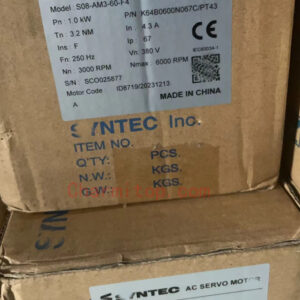 Model : S08-AM3-60-F4
Pn : 1.0 kW P/N K64B0600N067C/PT43
TN : 3.2 NM In : 4.3 A
Ins : F Ip : 67
Fn : 250 Hz Vn : 380 V
Nn : 3000 RPM Nmax : 6000 RPM
S/N : SCO025877
Motor Code ID8719/20231213
A MADE IN CHINA
SYNTEC Inc.
ITEM NO.
Q'TY: PCS.
N.W.: KGS.
G.W.: KGS.
SYNTEC
SYNTEC AC SERVO MOTOR